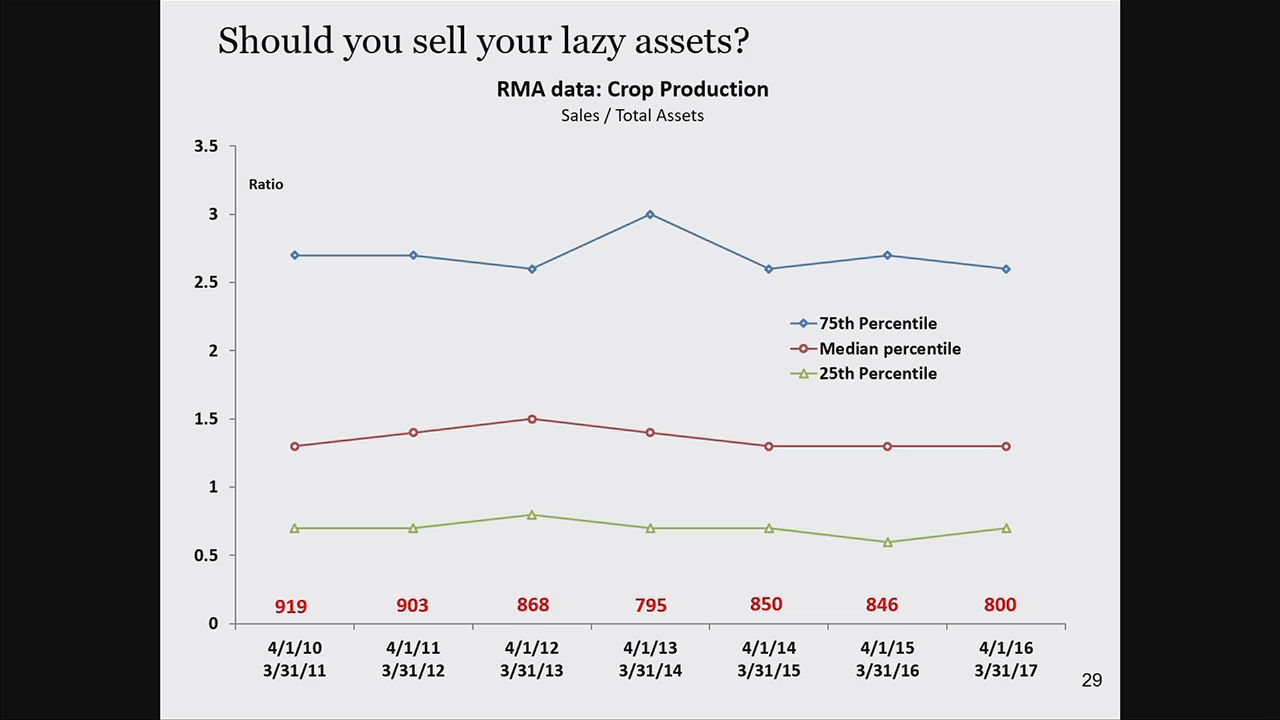 Should you sell your lazy assets?
RMA data: Crop Production
Sales / Total Assets
3.5
Ratio
3
2.5
75th Percentile
2
Median percentile
25th Percentile
1.5
1
0.5
919 903 868 795 850 846 800
0
4/1/10 4/1/11 4/1/12 4/1/13 4/1/14 4/1/15 4/1/16
3/31/11 3/31/12 3/31/13 3/31/14 3/31/15 3/31/16 3/31/17
29